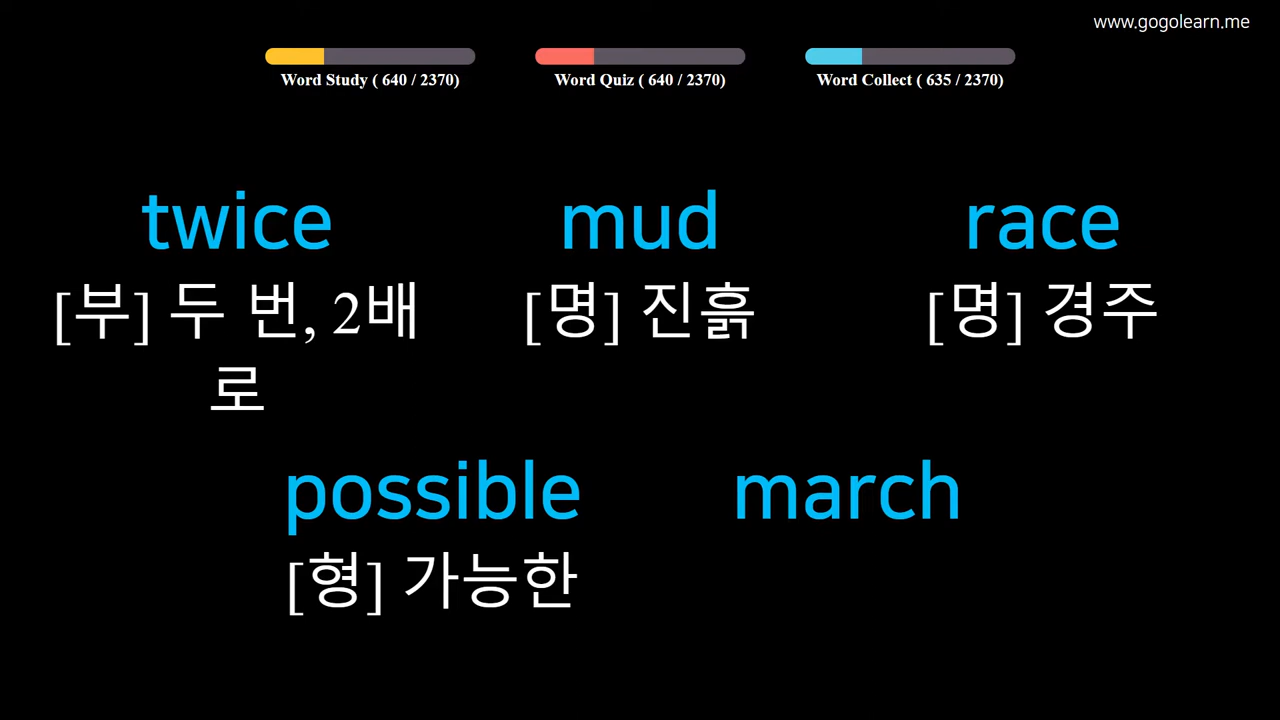 www.gogolearn.me
Word Study ( 640 / 2370)
Word Quiz ( 640 / 2370)
Word Collect ( 635 / 2370)
twice
[부] 두 번, 2배
로
mud
[명] 진흙
race
[명] 경주
possible
[형] 가능한
march